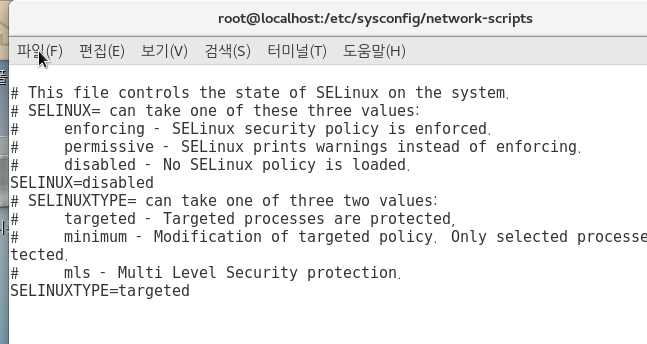 root@localhost:/etc/sysconfig/network-scripts
파일(F) 편집(E) 보기(V) 검색(S) 터미널(T) 도움말(H)
# This file controls the state of SELinux on the system.
# SELINUX= can take one of these three values:
#     enforcing - SELinux security policy is enforced.
#     permissive - SELinux prints warnings instead of enforcing.
#     disabled - No SELinux policy is loaded.
SELINUX=disabled
# SELINUXTYPE= can take one of three two values:
#     targeted - Targeted processes are protected,
#     minimum - Modification of targeted policy. Only selected processe
tected.
#     mls - Multi Level Security protection.
SELINUXTYPE=targeted